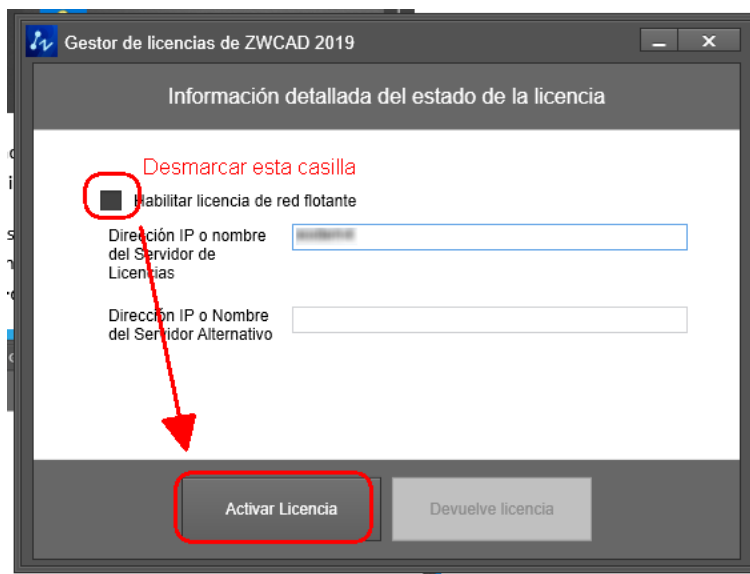 Gestor de licencias de ZWCAD 2019
Información detallada del estado de la licencia
Desmarcar esta casilla
Habilitar licencia de red flotante
Dirección IP o nombre
del Servidor de
Licencias
Dirección IP o Nombre
del Servidor Alternativo
Activar Licencia
Devuelve licencia